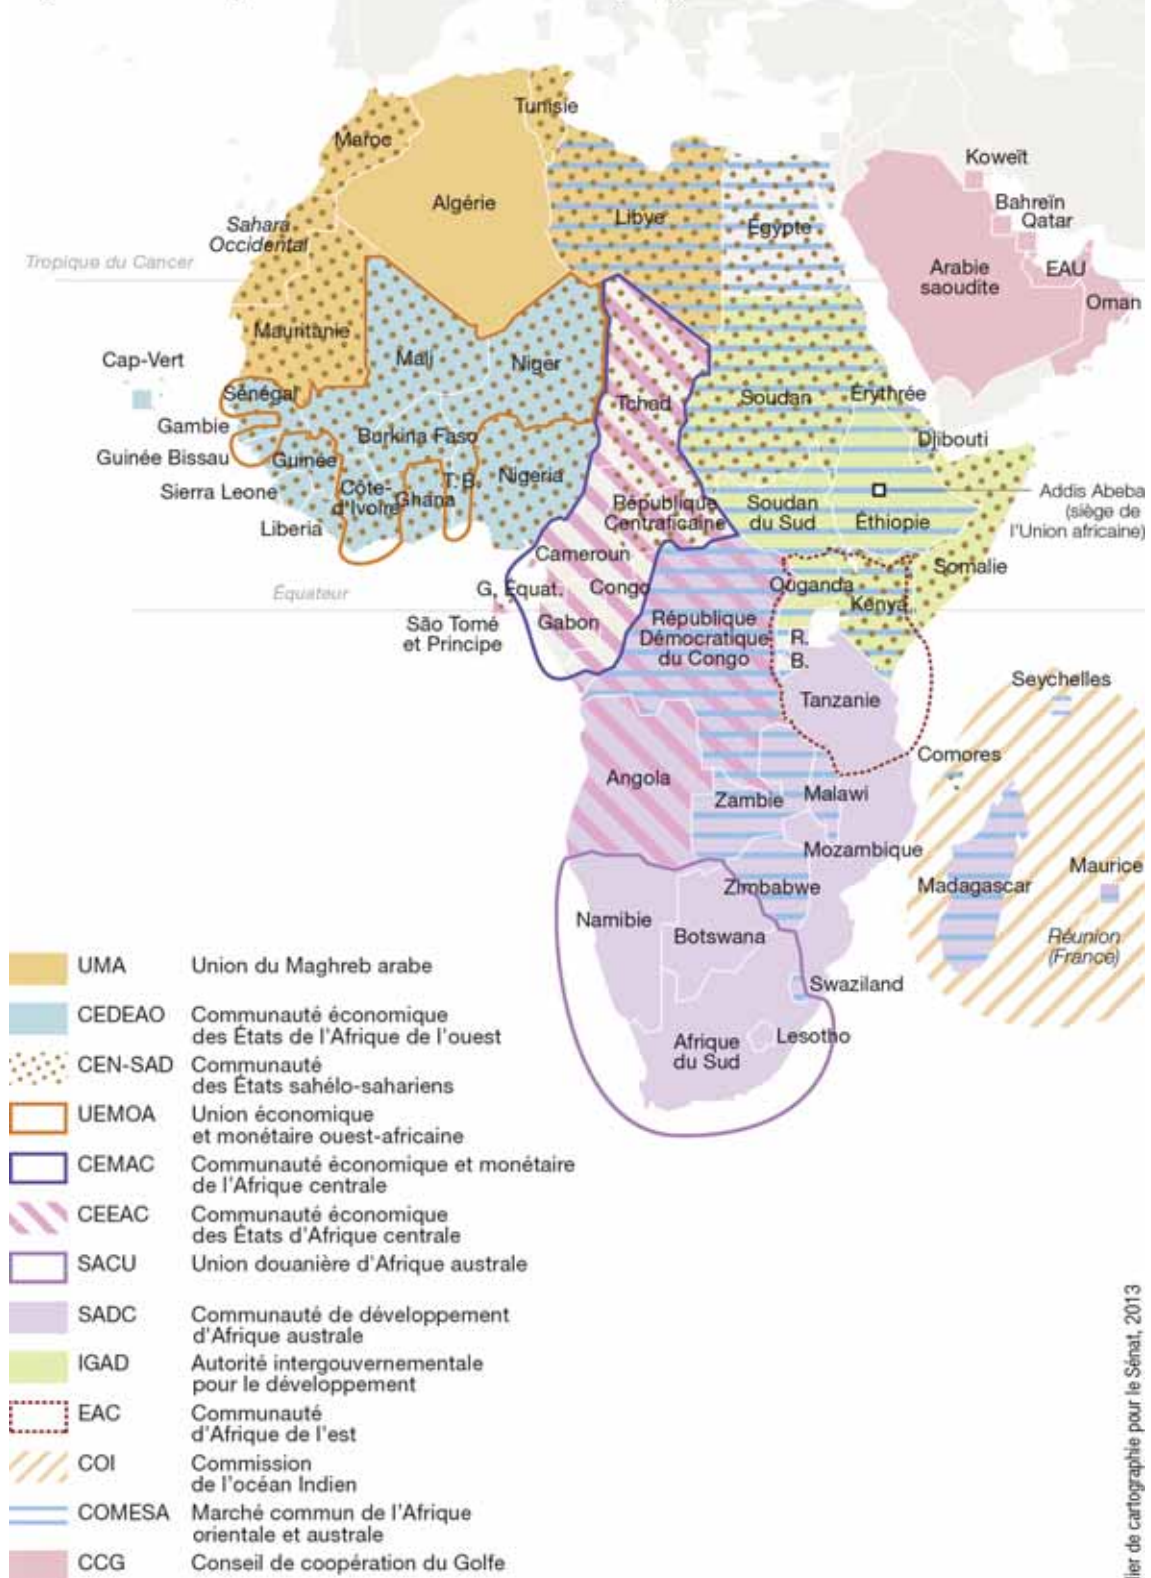 Maroc
Tunisie
Algérie
Libye
Égypte
Koweït
Bahreïn
Qatar
Sahara
Occidental
Tropique du Cancer
Arabie
saoudite
EAU
Oman
Mauritanie
Mali
Niger
Cap-Vert
Sénégal
Tchad
Soudan
Érythrée
Gambie
Burkina Faso
Djibouti
Guinée Bissau
Guinée
Nigeria
T.
B.
Sierra Leone
Côte-
d'Ivoire
Ghana
Addis Abeba
(siège de
l'Union africaine)
République
Centraficaine
Soudan
du Sud
Éthiopie
Liberia
Cameroun
Somalie
Équateur
G. Équat.
Congo
Ouganda
Kenya
São Tomé
et Principe
Gabon
République
Démocratique
du Congo
R.
B.
Tanzanie
Seychelles
Comores
Angola
Zambie
Malawi
Mozambique
Zimbabwe
Madagascar
Maurice
Namibie
Botswana
Réunion
(France)
Swaziland
Afrique
du Sud
Lesotho
UMA Union du Maghreb arabe
CEDEAO Communauté économique
des États de l'Afrique de l'ouest
CEN-SAD Communauté
des États sahélo-sahariens
UEMOA Union économique
et monétaire ouest-africaine
CEMAC Communauté économique et monétaire
de l'Afrique centrale
CEEAC Communauté économique
des États d'Afrique centrale
SACU Union douanière d'Afrique australe
SADC Communauté de développement
d'Afrique australe
IGAD Autorité intergouvernementale
pour le développement
EAC Communauté
d'Afrique de l'est
COI Commission
de l'océan Indien
COMESA Marché commun de l'Afrique
orientale et australe
CCG Conseil de coopération du Golfe
lier de cartographie pour le Sénat, 2013